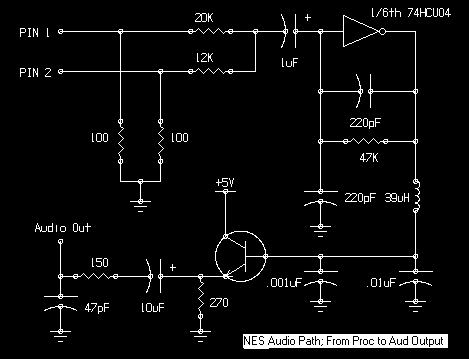 20K
1/6th 74HCU04
PIN 1
+
12K
PIN 2
1uF
220pF
100
100
47K
+5V
220pF
39uH
Audio Out
150
+
.001uF
.01uF
47pF
10uF
270
NES Audio Path; From Proc to Aud Output